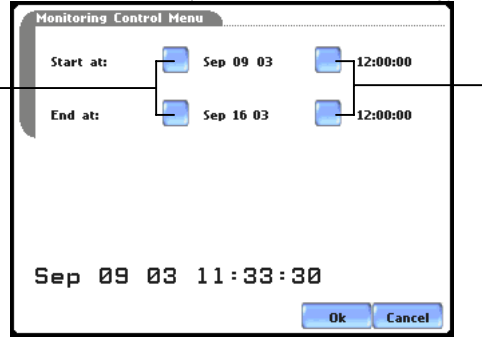 Monitoring Control Menu
Start at: Sep 09 03 12:00:00
End at: Sep 16 03 12:00:00
Sep 09 03 11:33:30
Ok Cancel